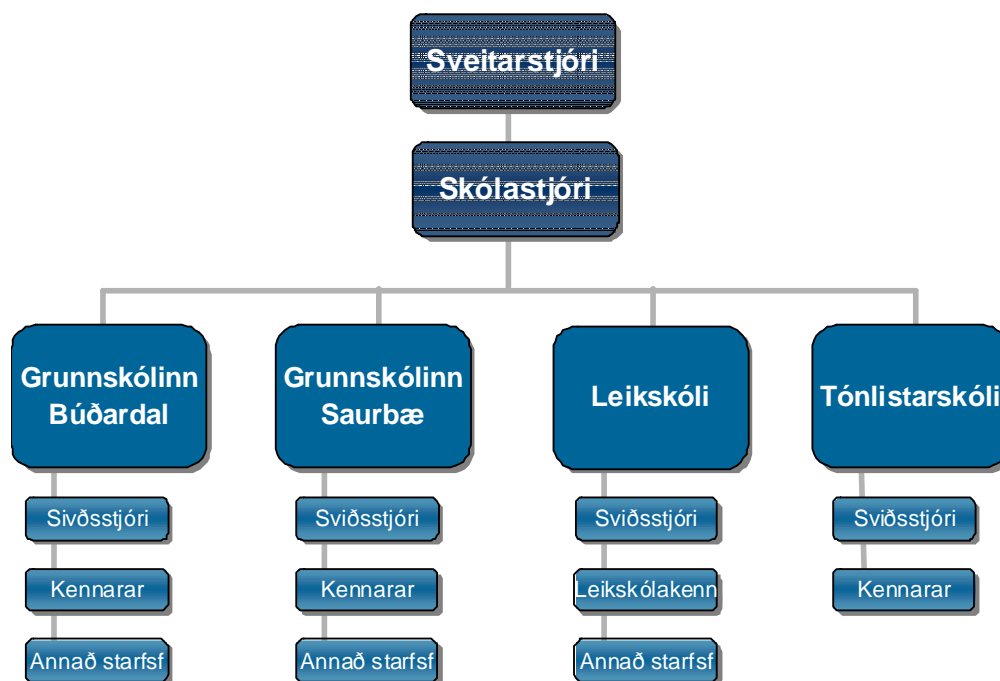 Sveitarstjóri
Skólastjóri
Grunnskólinn
Búðardal
Grunnskólinn
Saurbæ
Leikskóli
Tónlistarskóli
Sivðsstjóri
Sviðsstjóri
Sviðsstjóri
Sviðsstjóri
Kennarar
Kennarar
Leikskólakenn
Kennarar
Annað starfsf
Annað starfsf
Annað starfsf